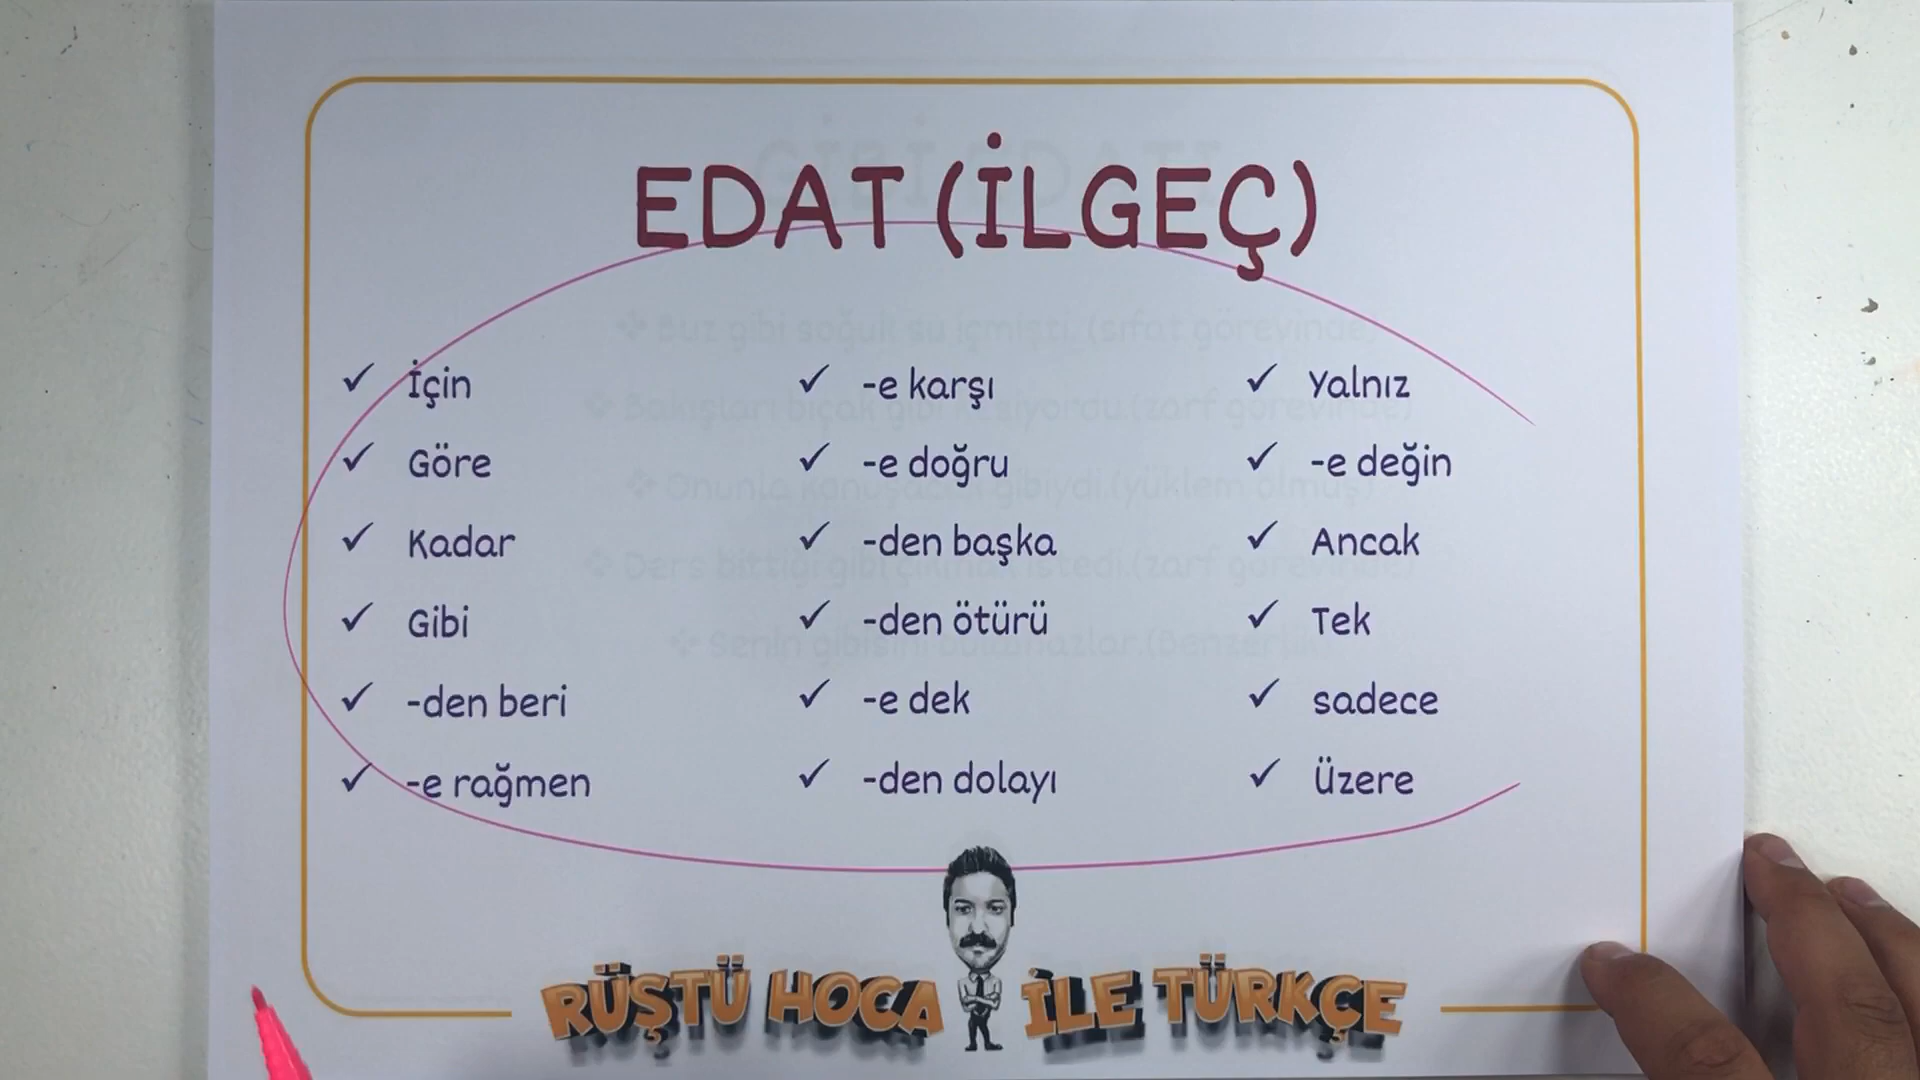 EDAT (İLGEÇ)
✓ İçin
✓ Göre
✓ Kadar
✓ Gibi
✓ -den beri
✓ -e rağmen
✓ -e karşı
✓ -e doğru
✓ -den başka
✓ -den ötürü
✓ -e dek
✓ -den dolayı
✓ Yalnız
✓ -e değin
✓ Ancak
✓ Tek
✓ sadece
✓ Üzere
RÜŞTÜ HOCA İLE TÜRKÇE